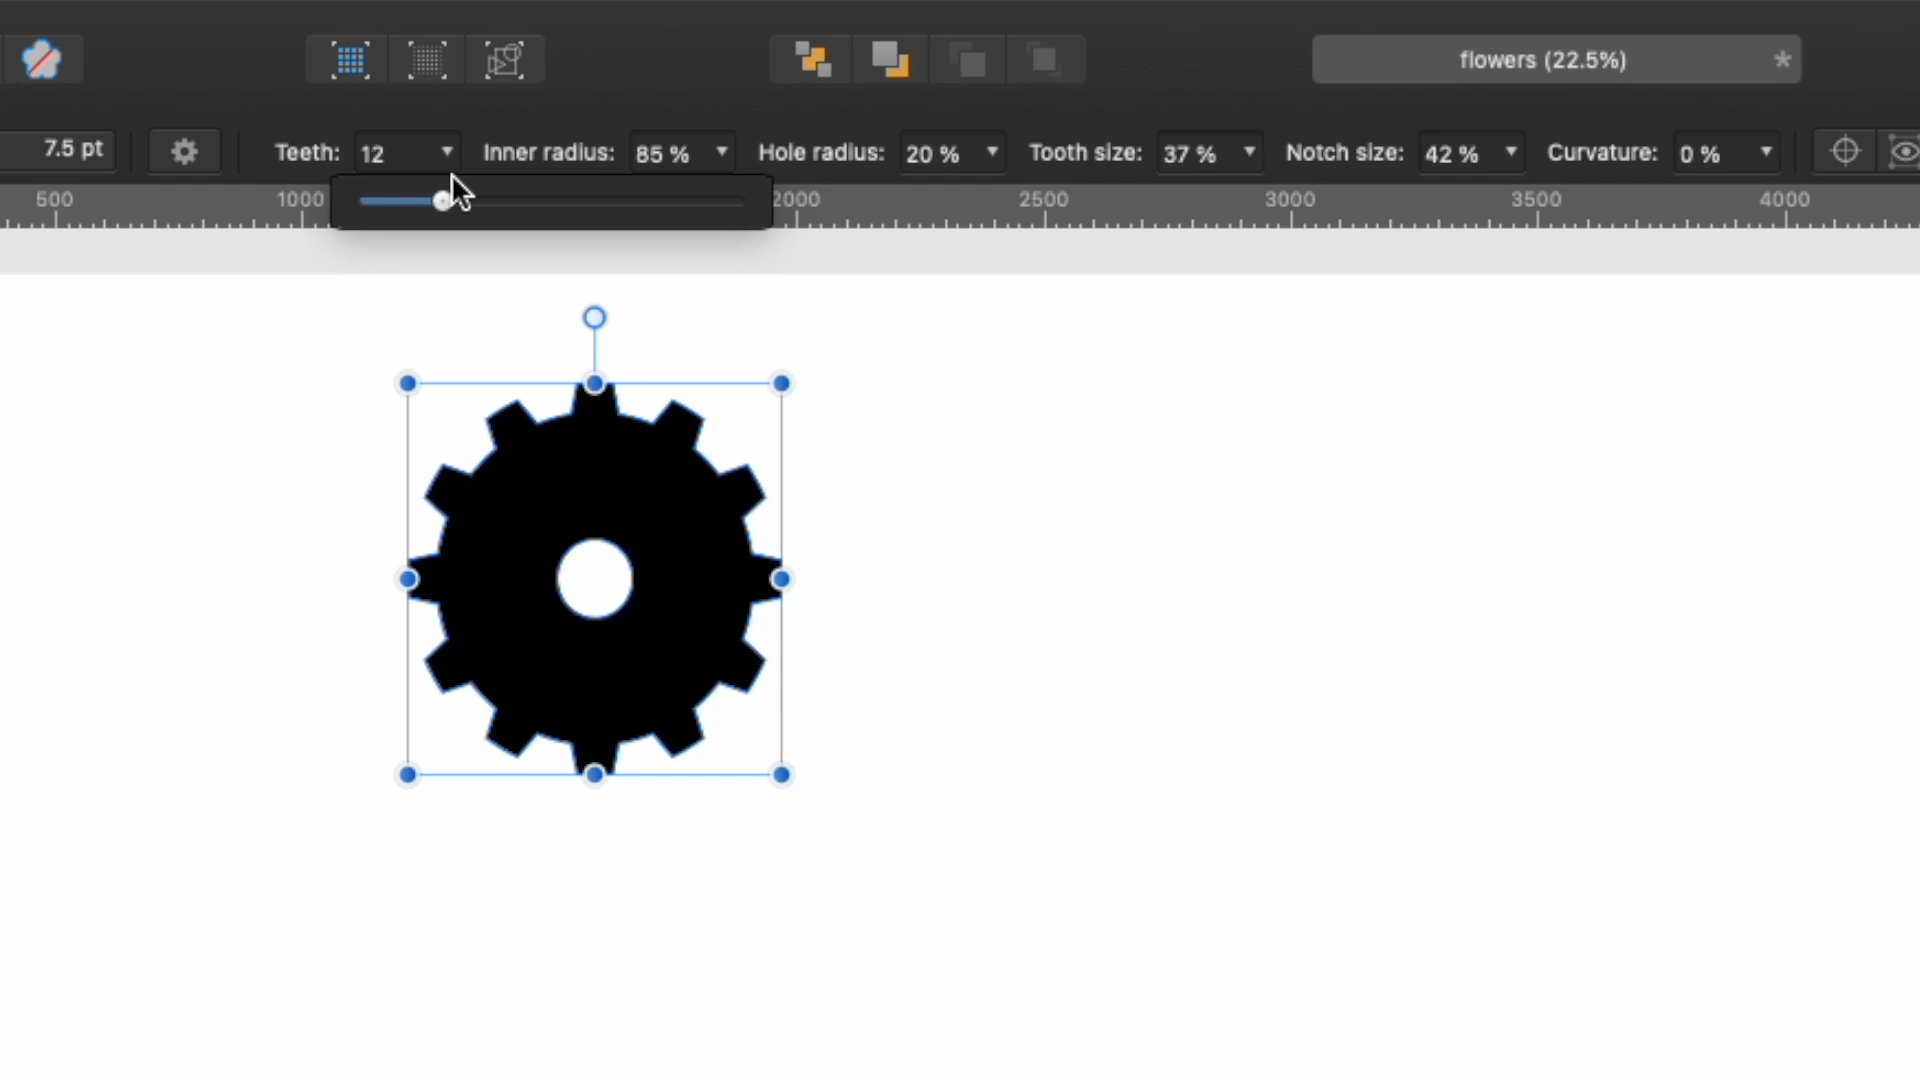 flowers (22.5%) *
7.5 pt Teeth: 12 Inner radius: 85 % Hole radius: 20 % Tooth size: 37 % Notch size: 42 % Curvature: 0 %
500 1000 2000 2500 3000 3500 4000